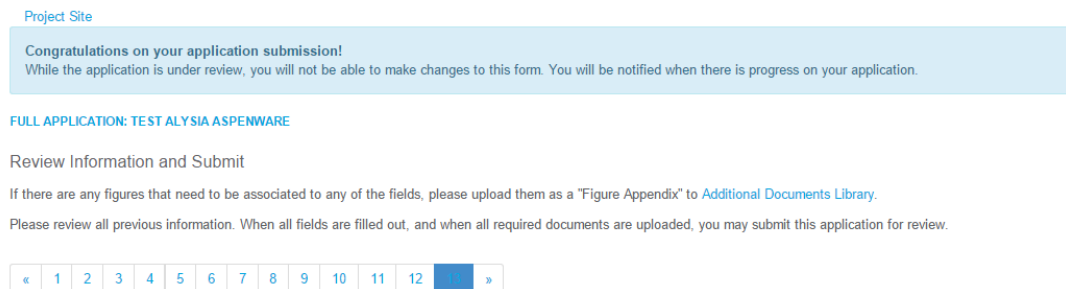 Project Site
Congratulations on your application submission!
While the application is under review, you will not be able to make changes to this form. You will be notified when there is progress on your application.
FULL APPLICATION: TEST ALYSIA ASPENWARE
Review Information and Submit
If there are any figures that need to be associated to any of the fields, please upload them as a "Figure Appendix" to Additional Documents Library.
Please review all previous information. When all fields are filled out, and when all required documents are uploaded, you may submit this application for review.
« 1 2 3 4 5 6 7 8 9 10 11 12 »